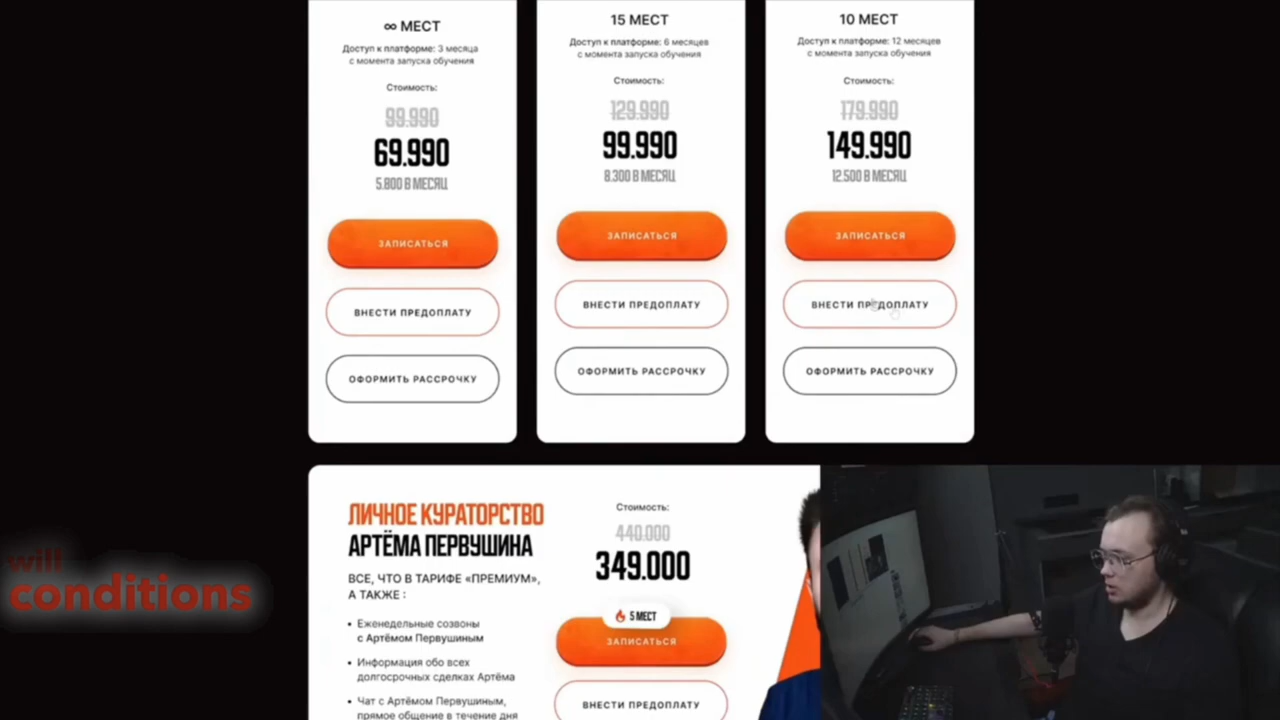 ∞ МЕСТ
Доступ к платформе: 3 месяца
с момента запуска обучения
Стоимость:
99.990
69.990
5.800 В МЕСЯЦ
ЗАПИСАТЬСЯ
ВНЕСТИ ПРЕДОПЛАТУ
ОФОРМИТЬ РАССРОЧКУ
15 МЕСТ
Доступ к платформе: 6 месяцев
с момента запуска обучения
Стоимость:
129.990
99.990
8.300 В МЕСЯЦ
ЗАПИСАТЬСЯ
ВНЕСТИ ПРЕДОПЛАТУ
ОФОРМИТЬ РАССРОЧКУ
10 МЕСТ
Доступ к платформе: 12 месяцев
с момента запуска обучения
Стоимость:
179.990
149.990
12.500 В МЕСЯЦ
ЗАПИСАТЬСЯ
ВНЕСТИ ПРЕДОПЛАТУ
ОФОРМИТЬ РАССРОЧКУ
ЛИЧНОЕ КУРАТОРСТВО
АРТЁМА ПЕРВУШИНА
ВСЕ, ЧТО В ТАРИФЕ «ПРЕМИУМ»,
А ТАКЖЕ :
• Еженедельные созвоны
с Артёмом Первушиным
• Информация обо всех
долгосрочных сделках Артёма
• Чат с Артёмом Первушиным,
прямое общение в течение дня
Стоимость:
440.000
349.000
5 МЕСТ
ЗАПИСАТЬСЯ
ВНЕСТИ ПРЕДОПЛАТУ
will
conditions